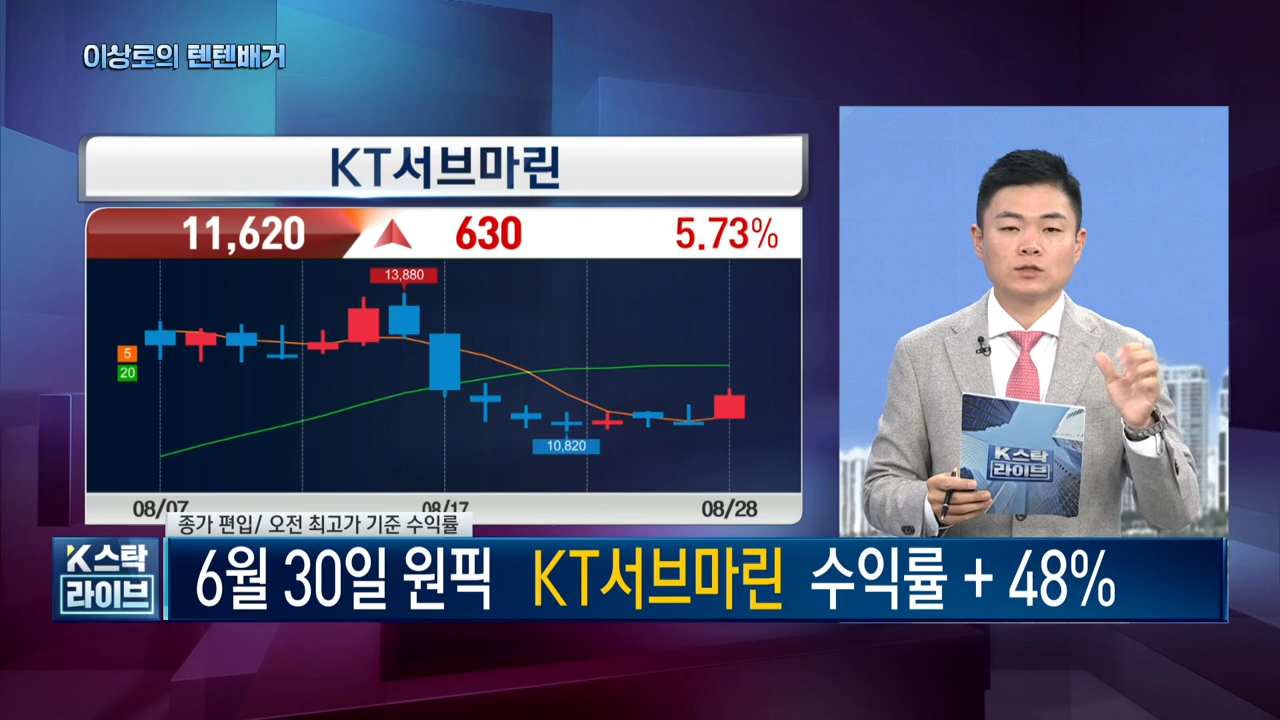 이상로의 텐텐배거
KT서브마린
11,620 ▲ 630 5.73%
13,880
5
20
10,820
08/07 08/17 08/28
종가 편입/ 오전 최고가 기준 수익률
K스탁
라이브
6월 30일 원픽 KT서브마린 수익률 + 48%
K스탁
라이브